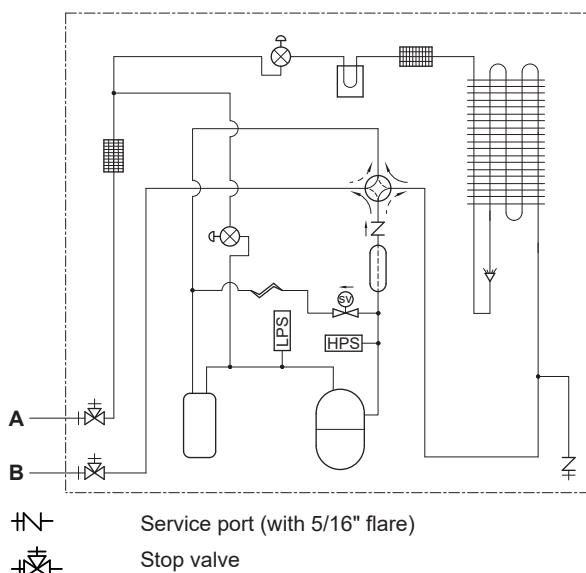 SV
LPS
HPS
A
B
Service port (with 5/16" flare)
Stop valve